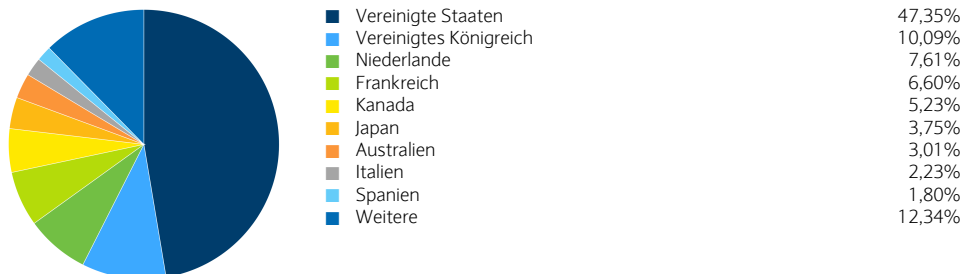 Vereinigte Staaten 47,35%
Vereinigtes Königreich 10,09%
Niederlande 7,61%
Frankreich 6,60%
Kanada 5,23%
Japan 3,75%
Australien 3,01%
Italien 2,23%
Spanien 1,80%
Weitere 12,34%